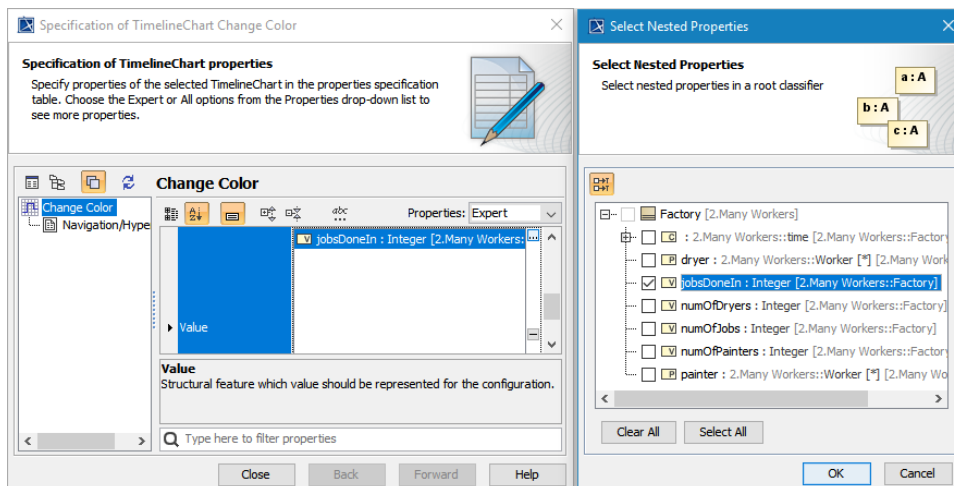 Specification of TimelineChart Change Color
Specification of TimelineChart properties
Specify properties of the selected TimelineChart in the properties specification
table. Choose the Expert or All options from the Properties drop-down list to
see more properties.
Change Color
Navigation/Hype
Change Color
abc
Properties: Expert
V jobsDoneIn : Integer [2.Many Workers:
Value
Value
Structural feature which value should be represented for the configuration.
Type here to filter properties
Close
Back
Forward
Help
Select Nested Properties
Select Nested Properties
Select nested properties in a root classifier
a : A
b : A
c : A
Factory [2.Many Workers]
C : 2.Many Workers::time [2.Many Workers::Factory
P dryer : 2.Many Workers::Worker [*] [2.Many Work
V jobsDoneIn : Integer [2.Many Workers::Factory]
V numOfDryers : Integer [2.Many Workers::Factory
V numOfJobs : Integer [2.Many Workers::Factory]
V numOfPainters : Integer [2.Many Workers::Factory
P painter : 2.Many Workers::Worker [*] [2.Many Wo
Clear All
Select All
OK
Cancel